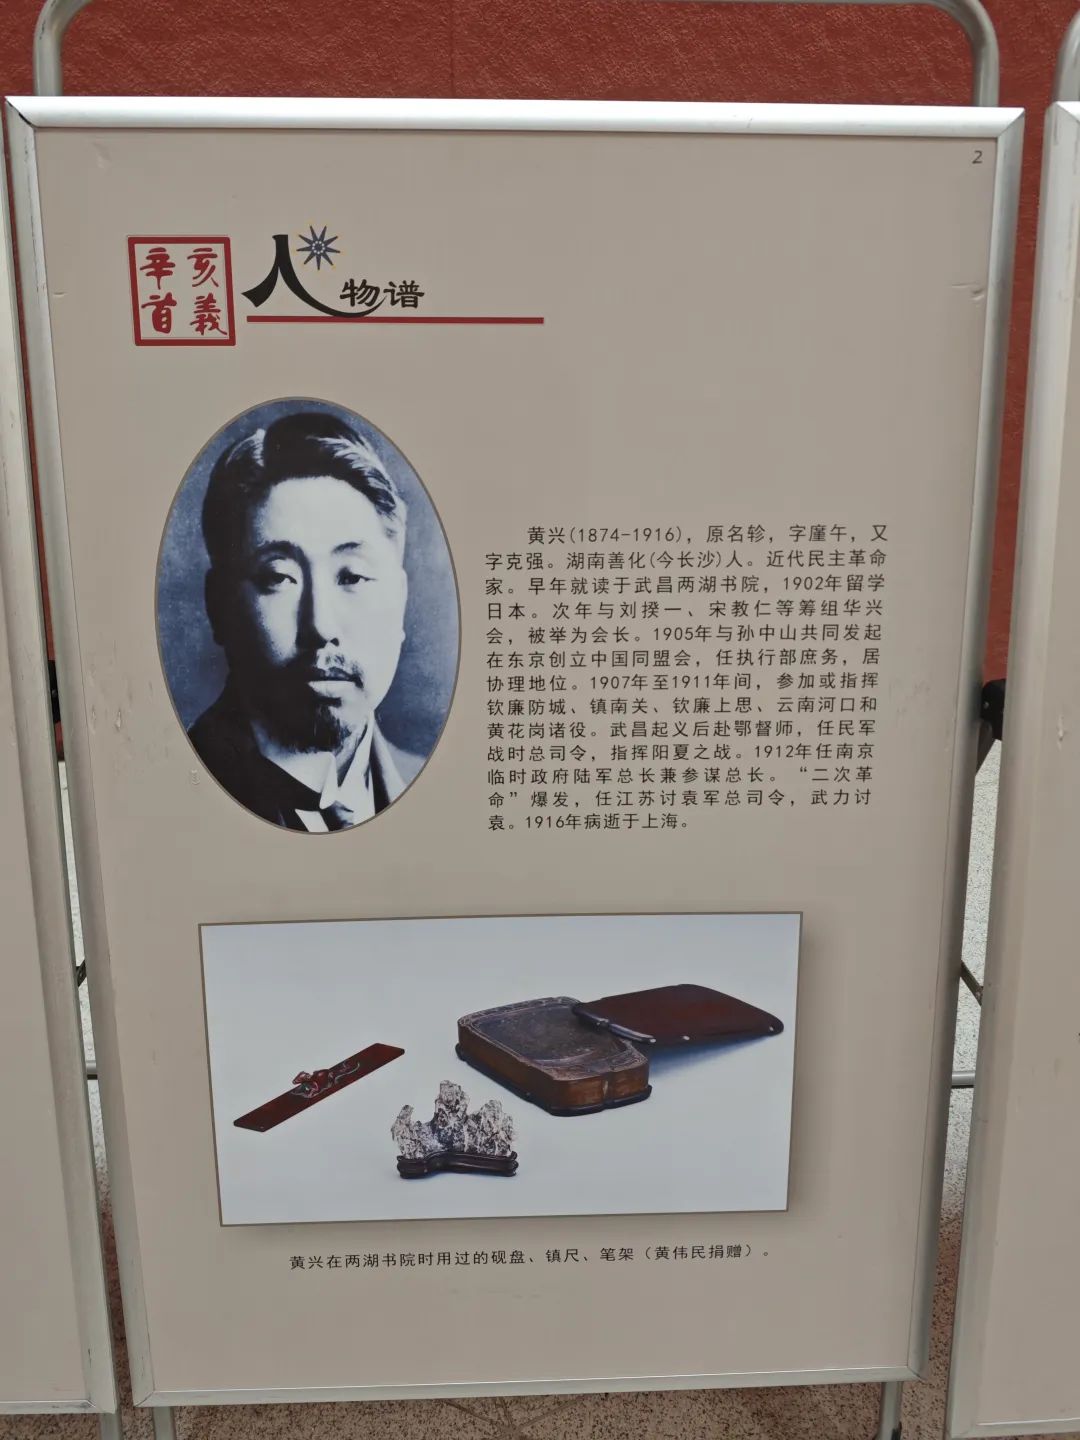 2
辛亥
首義
人物谱
黄兴(1874-1916)，原名轸，字廑午，又
字克强。湖南善化(今长沙)人。近代民主革命
家。早年就读于武昌两湖书院，1902年留学
日本。次年与刘揆一、宋教仁等筹组华兴
会，被举为会长。1905年与孙中山共同发起
在东京创立中国同盟会，任执行部庶务，居
协理地位。1907年至1911年间，参加或指挥
钦廉防城、镇南关、钦廉上思、云南河口和
黄花岗诸役。武昌起义后赴鄂督师，任民军
战时总司令，指挥阳夏之战。1912年任南京
临时政府陆军总长兼参谋总长。“二次革
命”爆发，任江苏讨袁军总司令，武力讨
袁。1916年病逝于上海。
黄兴在两湖书院时用过的砚盘、镇尺、笔架（黄伟民捐赠）。